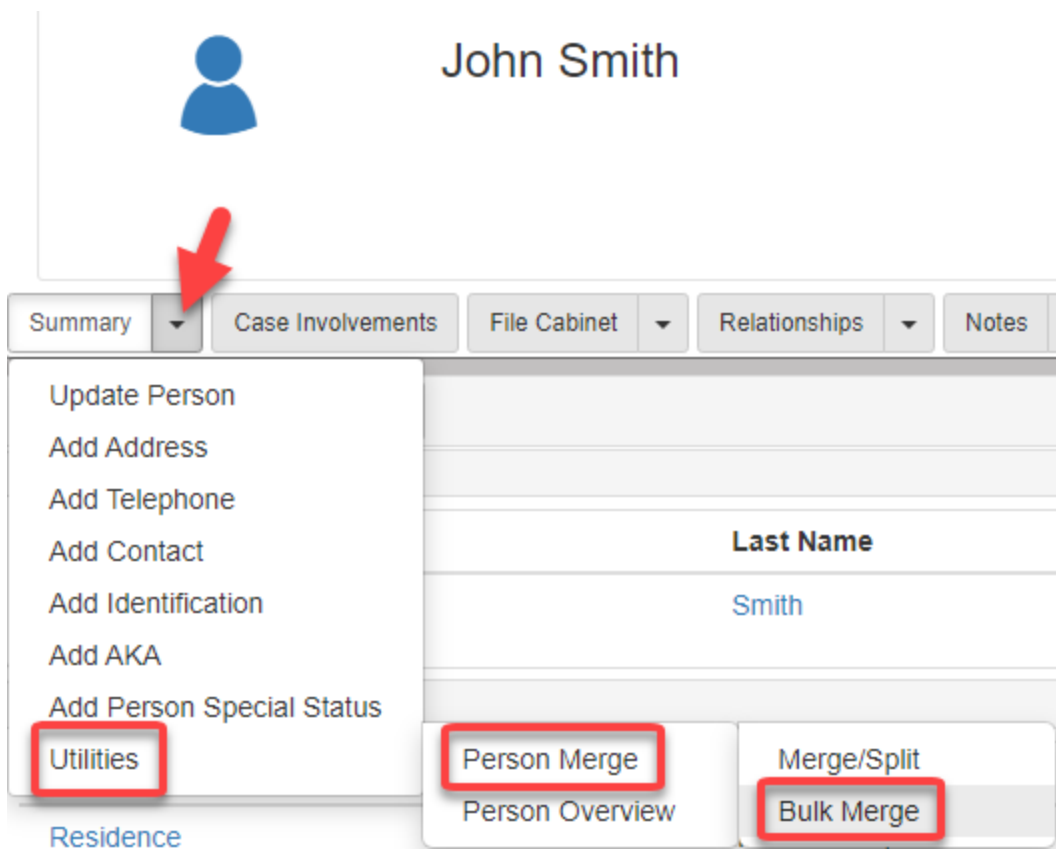 John Smith
Summary Case Involvements File Cabinet Relationships Notes
Update Person
Add Address
Add Telephone
Add Contact
Last Name
Add Identification
Smith
Add AKA
Add Person Special Status
Utilities Person Merge Merge/Split
Person Overview Bulk Merge
Residence